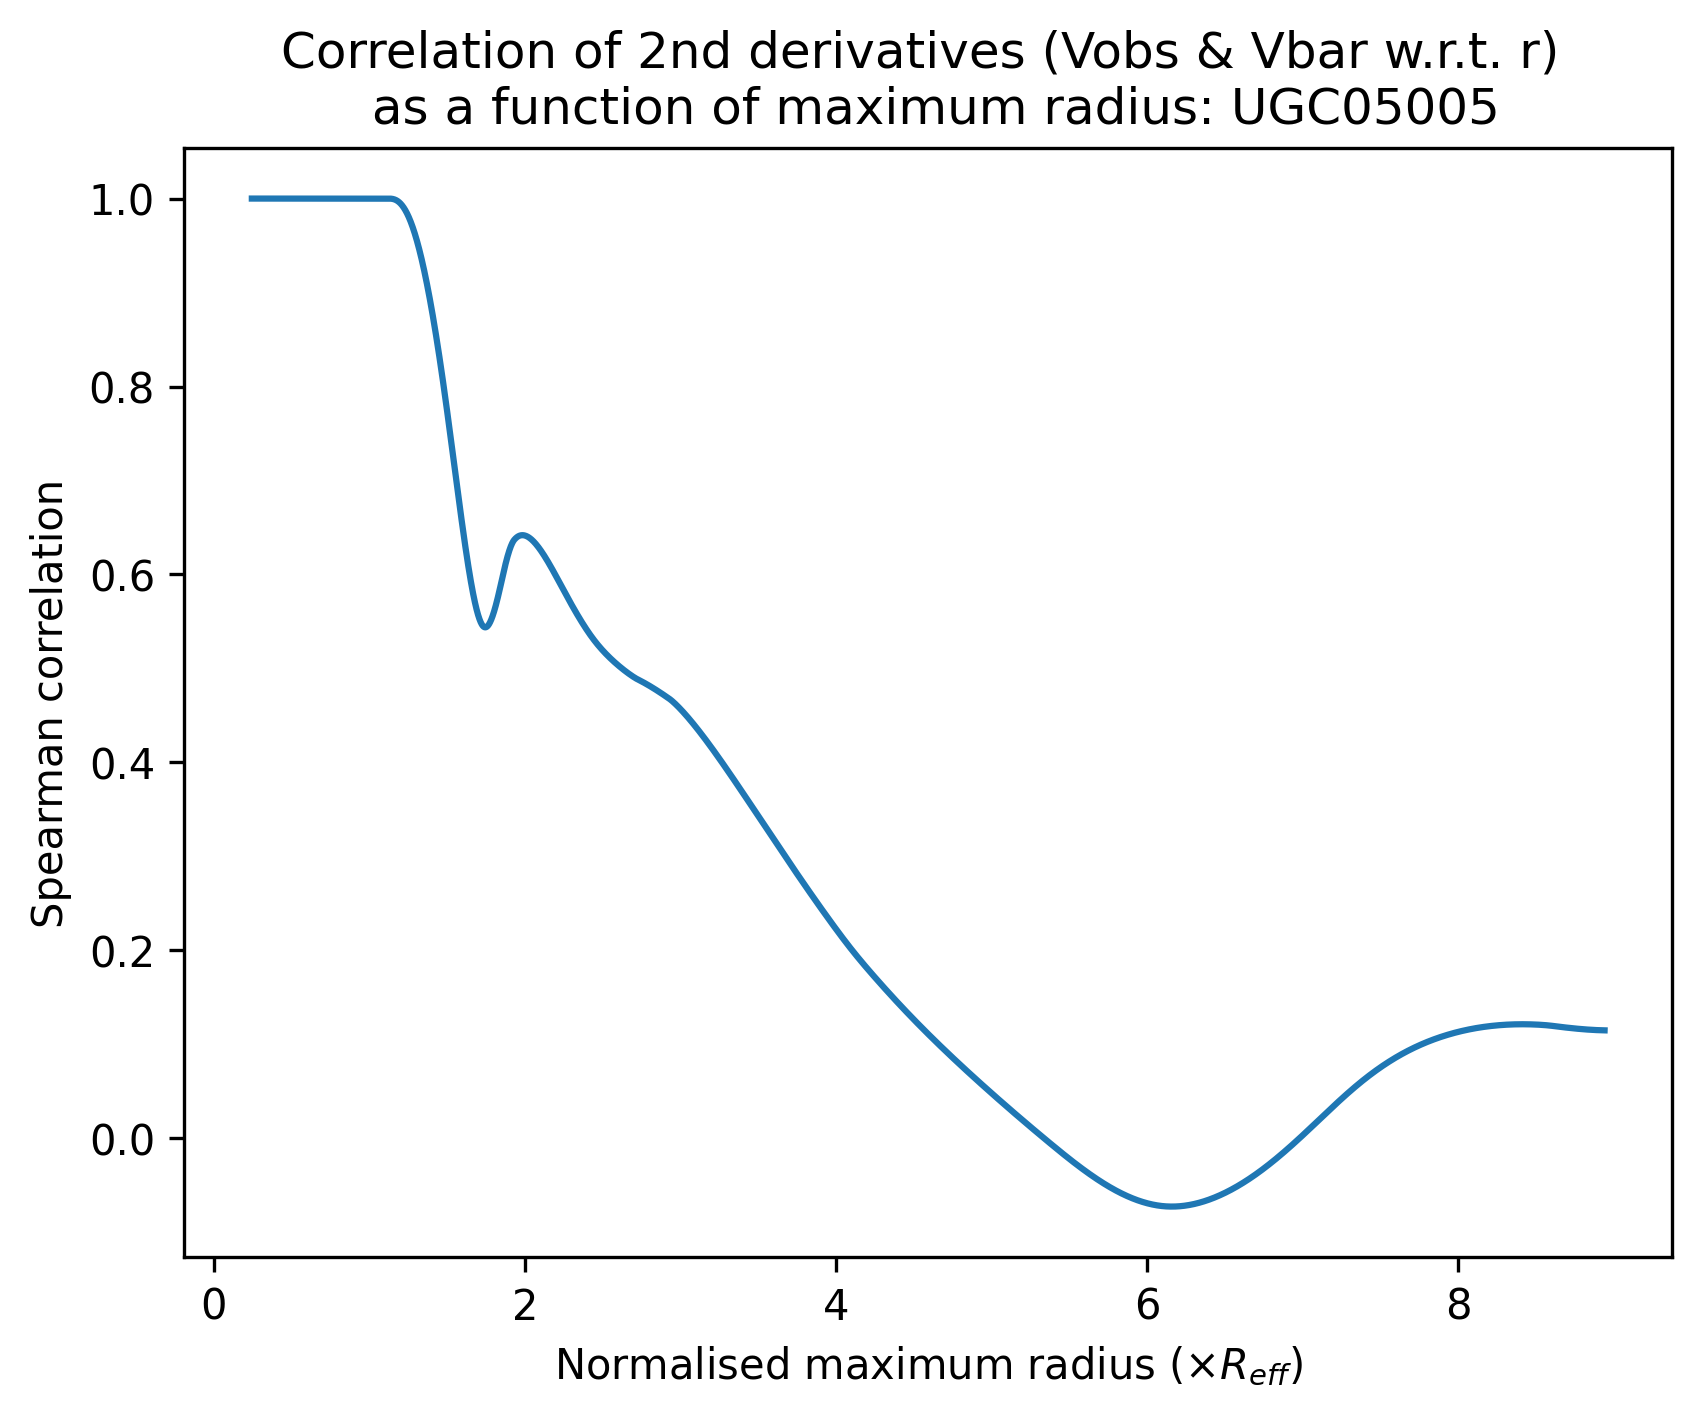 Correlation of 2nd derivatives (Vobs & Vbar w.r.t. r)
as a function of maximum radius: UGC05005
1.0
0.8
0.6
0.4
0.2
0.0
Spearman correlation
0 2 4 6 8
Normalised maximum radius (×R_eff)